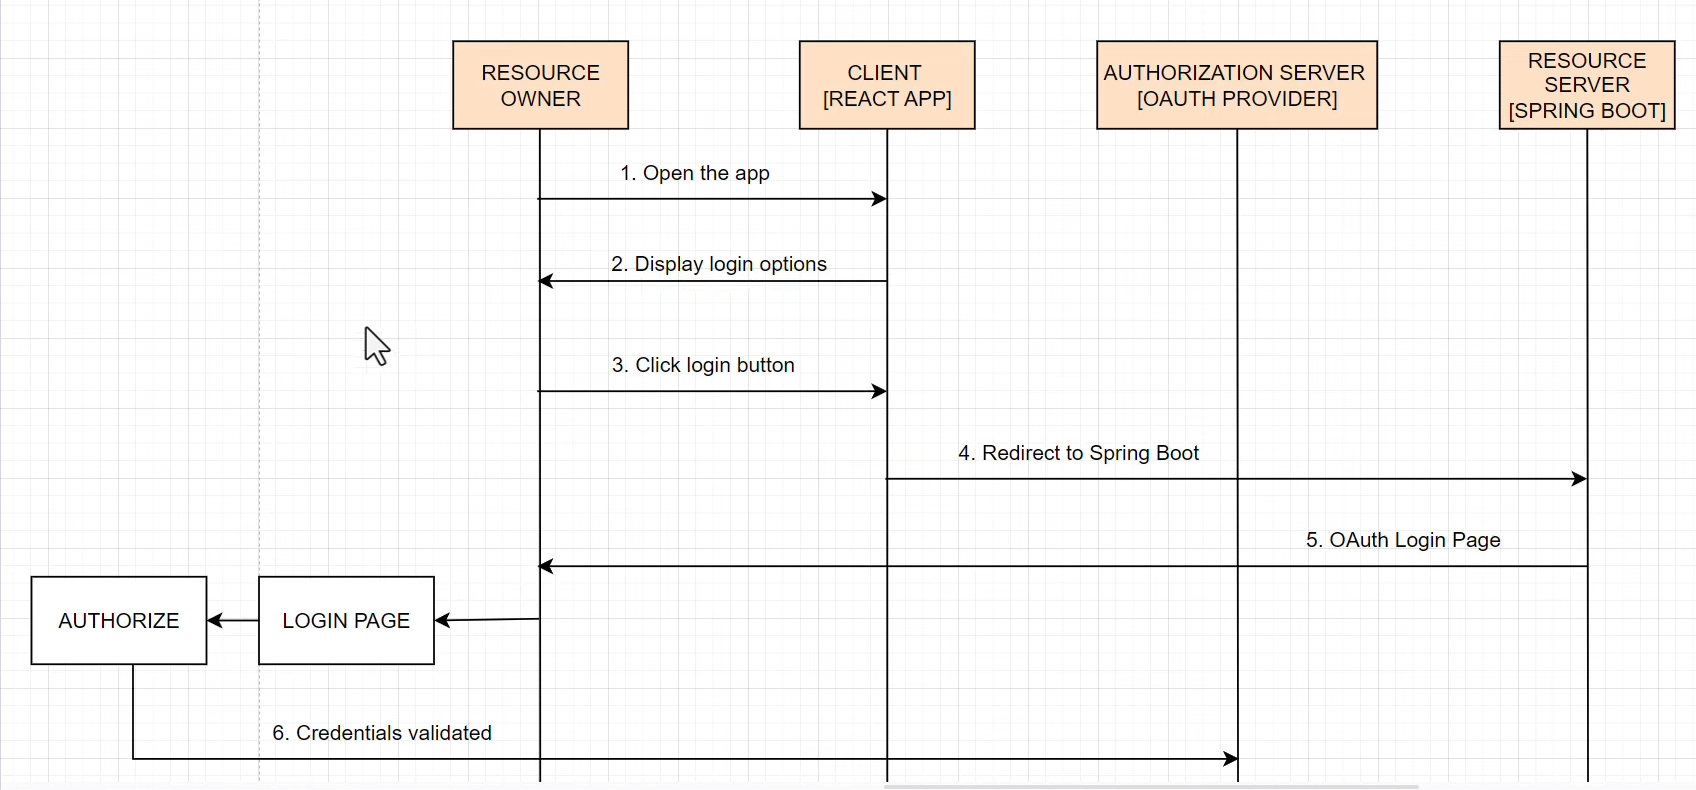 RESOURCE
OWNER
CLIENT
[REACT APP]
AUTHORIZATION SERVER
[OAUTH PROVIDER]
RESOURCE
SERVER
[SPRING BOOT]
1. Open the app
2. Display login options
3. Click login button
4. Redirect to Spring Boot
5. OAuth Login Page
AUTHORIZE
LOGIN PAGE
6. Credentials validated